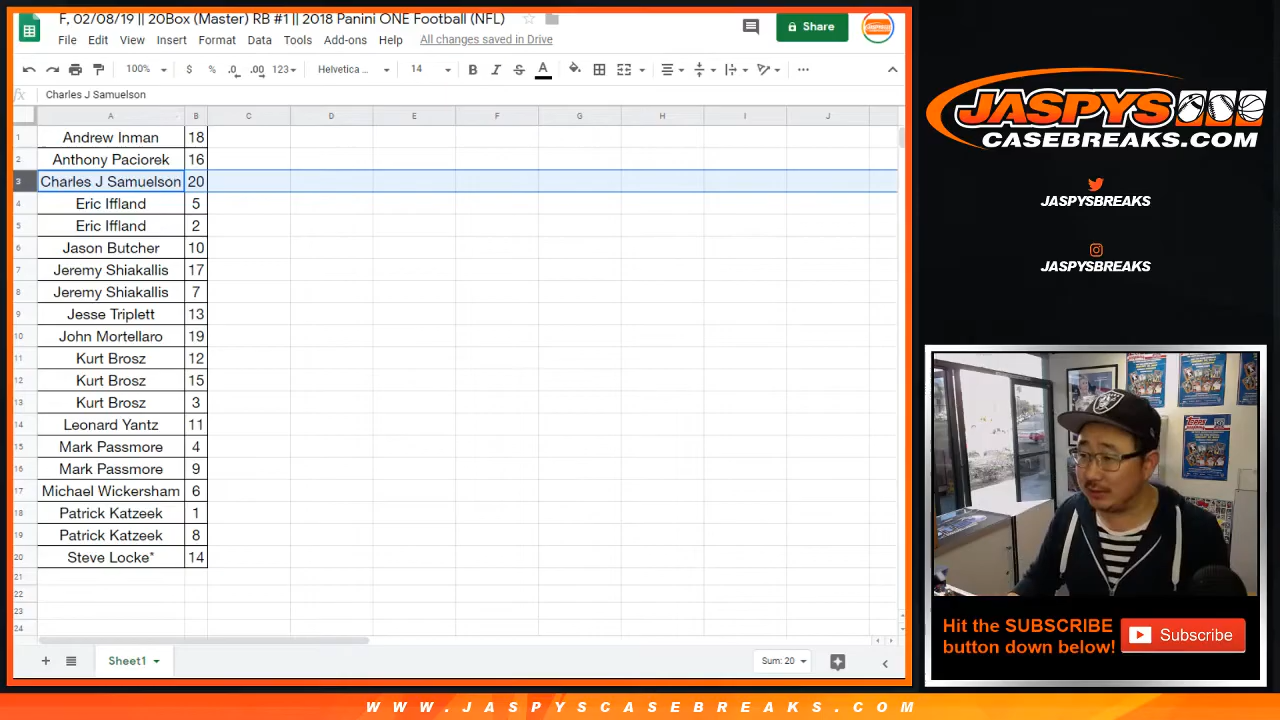 F, 02/08/19 || 20Box (Master) RB #1 || 2018 Panini ONE Football (NFL)
File Edit View Insert Format Data Tools Add-ons Help All changes saved in Drive
Share
100% $ % .0 .00 123 Helvetica ... 14 B I S A
fx Charles J Samuelson
A B C D E F G H I J
1 Andrew Inman 18
2 Anthony Paciorek 16
3 Charles J Samuelson 20
4 Eric Iffland 5
5 Eric Iffland 2
6 Jason Butcher 10
7 Jeremy Shiakallis 17
8 Jeremy Shiakallis 7
9 Jesse Triplett 13
10 John Mortellaro 19
11 Kurt Brosz 12
12 Kurt Brosz 15
13 Kurt Brosz 3
14 Leonard Yantz 11
15 Mark Passmore 4
16 Mark Passmore 9
17 Michael Wickersham 6
18 Patrick Katzeek 1
19 Patrick Katzeek 8
20 Steve Locke* 14
21
22
23
24
Sheet1
Sum: 20
JASPYS
CASEBREAKS.COM
JASPYSBREAKS
JASPYSBREAKS
RAIDERS
Topps
Hit the SUBSCRIBE
button down below!
Subscribe
WWW.JASPYSCASEBREAKS.COM